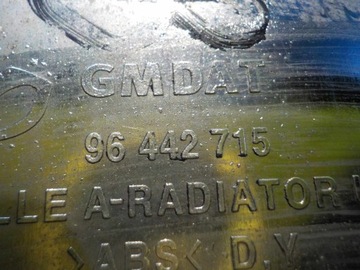 GMDAT
96 442 715
LLE A-RADIATOR
>ABS< D.Y